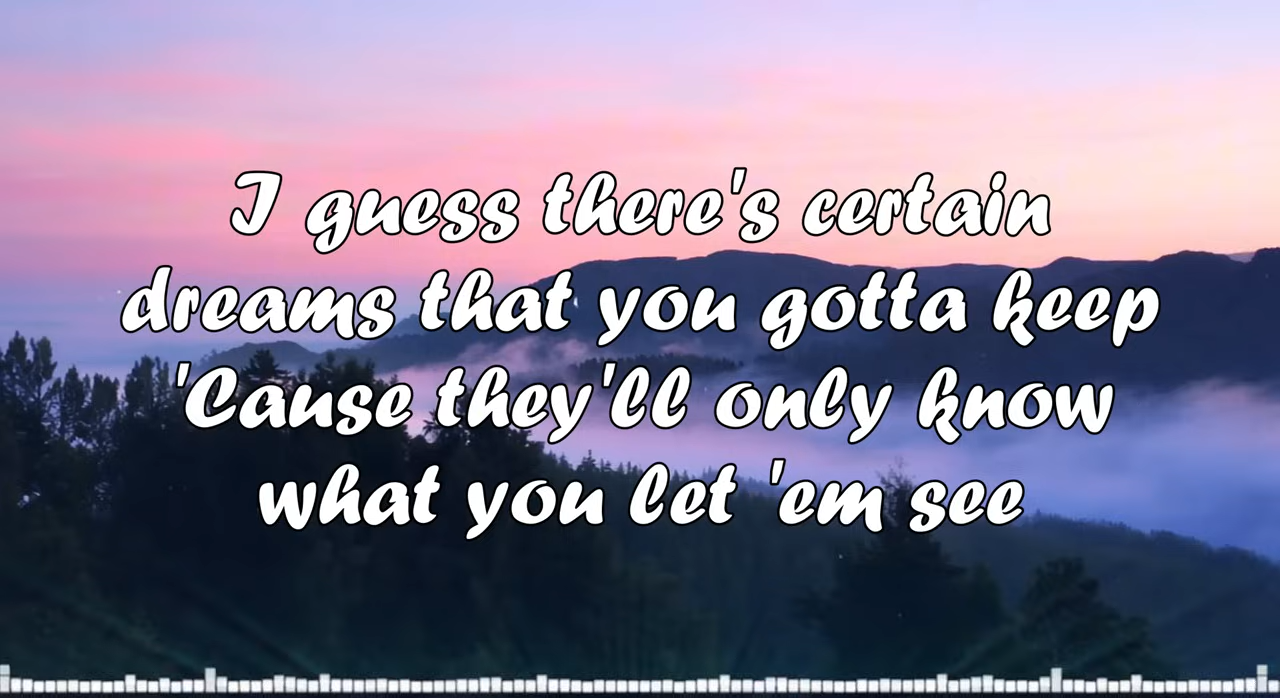 I guess there's certain
dreams that you gotta keep
'Cause they'll only know
what you let 'em see